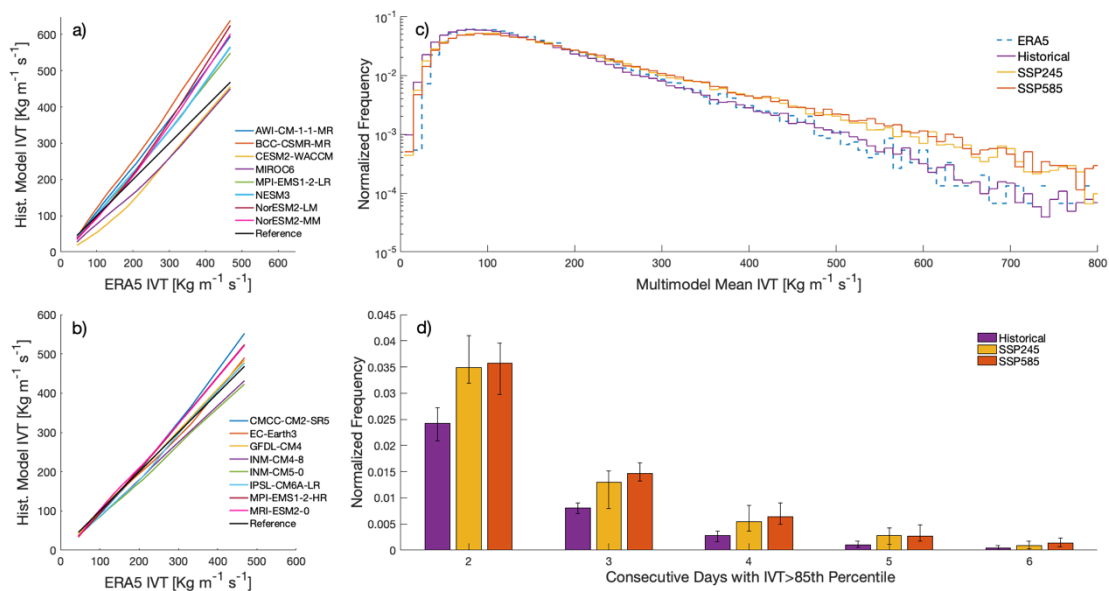 a)
Hist. Model IVT [Kg m⁻¹ s⁻¹]
600
500
400
300
200
100
0
0 100 200 300 400 500 600
ERA5 IVT [Kg m⁻¹ s⁻¹]
AWI-CM-1-1-MR
BCC-CSMR-MR
CESM2-WACCM
MIROC6
MPI-EMS1-2-LR
NESM3
NorESM2-LM
NorESM2-MM
Reference
c)
Normalized Frequency
10⁻¹
10⁻²
10⁻³
10⁻⁴
10⁻⁵
0 100 200 300 400 500 600 700 800
Multimodel Mean IVT [Kg m⁻¹ s⁻¹]
ERA5
Historical
SSP245
SSP585
b)
Hist. Model IVT [Kg m⁻¹ s⁻¹]
600
500
400
300
200
100
0
0 100 200 300 400 500 600
ERA5 IVT [Kg m⁻¹ s⁻¹]
CMCC-CM2-SR5
EC-Earth3
GFDL-CM4
INM-CM4-8
INM-CM5-0
IPSL-CM6A-LR
MPI-EMS1-2-HR
MRI-ESM2-0
Reference
d)
Normalized Frequency
0.045
0.04
0.035
0.03
0.025
0.02
0.015
0.01
0.005
0
2 3 4 5 6
Consecutive Days with IVT>85th Percentile
Historical
SSP245
SSP585